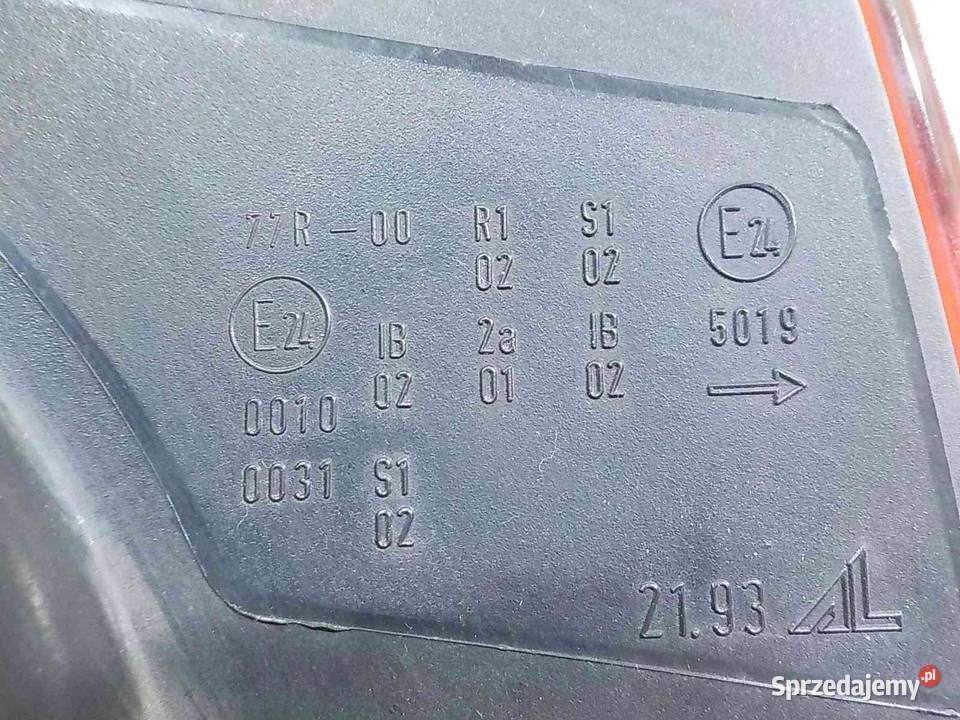 77R-00 R1 S1 E24
02 02
E24 IB 2a IB 5019
02 01 02
0010
0031 S1
02
21.93 AL
Sprzedajemy.pl